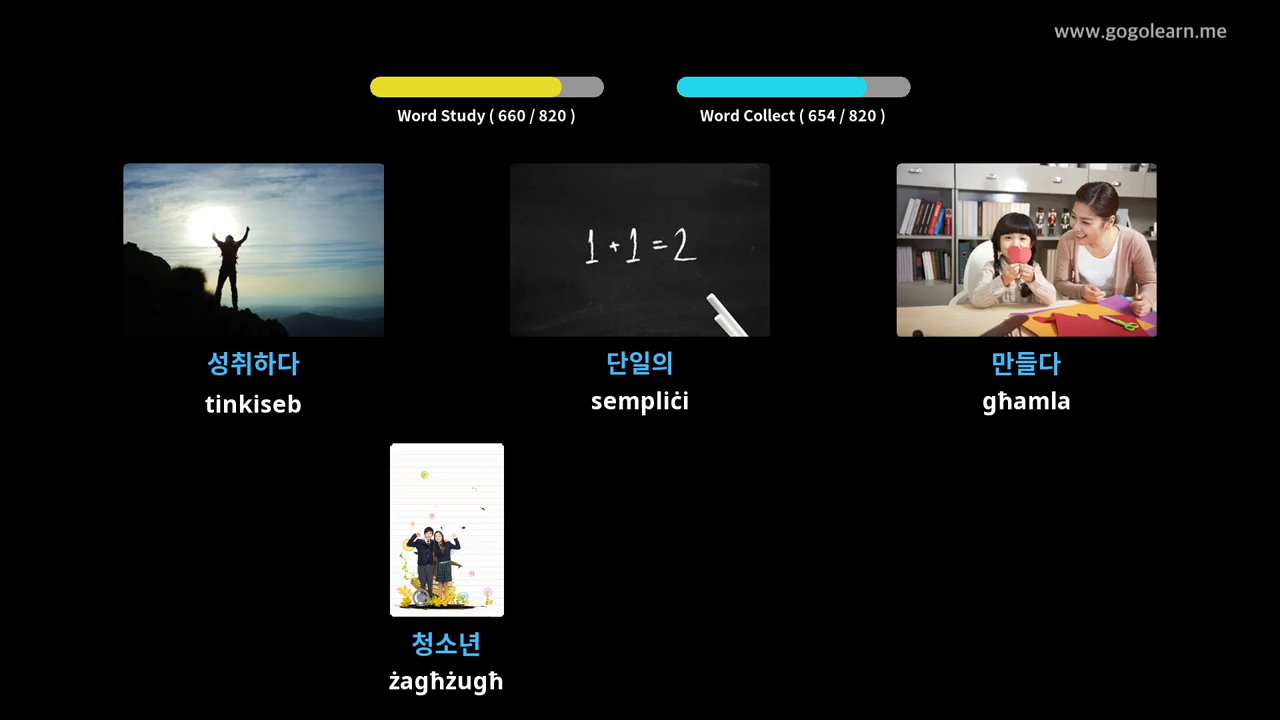 www.gogolearn.me
Word Study ( 660 / 820 )
Word Collect ( 654 / 820 )
1 + 1 = 2
성취하다
tinkiseb
단일의
sempliċi
만들다
għamla
청소년
żagħżugħ